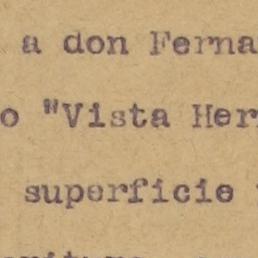 a don Ferna
o "Vista Her
superficie